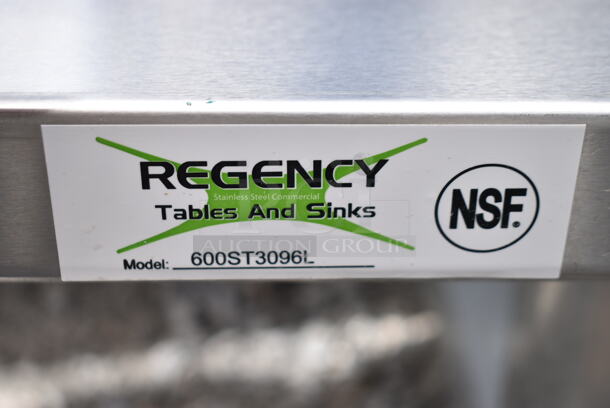 REGENCY
Stainless Steel Commercial
Tables And Sinks
AUCTION GROUP
Model: 600ST3096L
NSF®